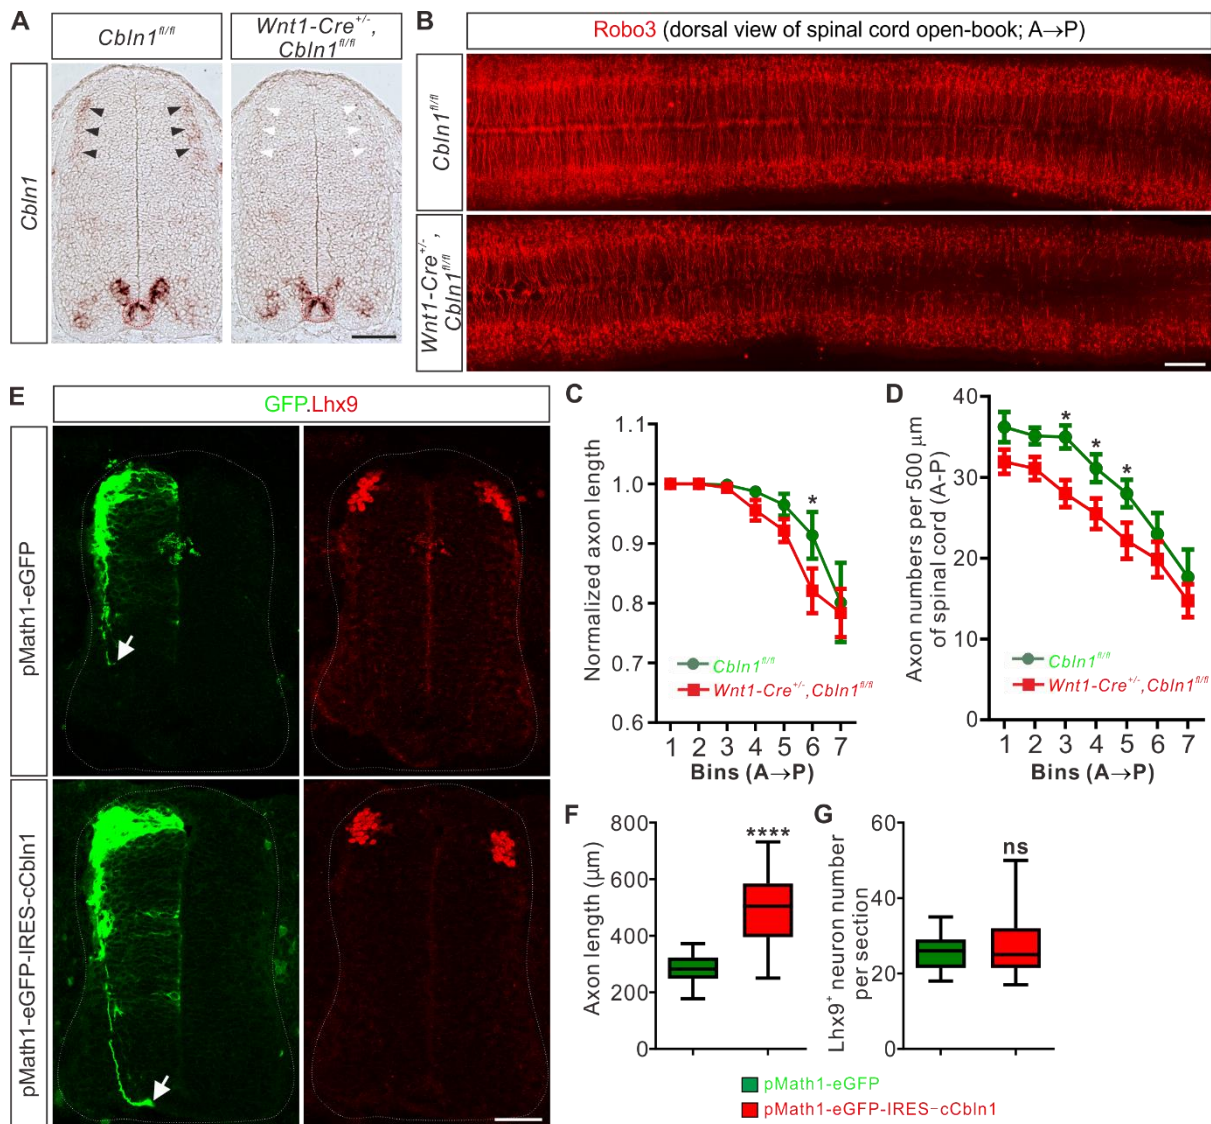 A
Cbln1fl/fl
Wnt1-Cre+/-,
Cbln1fl/fl
Cbln1
B
Robo3 (dorsal view of spinal cord open-book; A→P)
Cbln1fl/fl
Wnt1-Cre+/-,
Cbln1fl/fl
E
GFP.Lhx9
pMath1-eGFP
pMath1-eGFP-IRES-cCbln1
C
Normalized axon length
1.1
1.0
0.9
0.8
0.7
0.6
*
Cbln1fl/fl
Wnt1-Cre+/-,Cbln1fl/fl
1 2 3 4 5 6 7
Bins (A→P)
D
Axon numbers per 500 μm
of spinal cord (A-P)
40
30
20
10
0
* * *
Cbln1fl/fl
Wnt1-Cre+/-,Cbln1fl/fl
1 2 3 4 5 6 7
Bins (A→P)
F
Axon length (μm)
800
600
400
200
0
****
G
Lhx9+ neuron number
per section
60
40
20
0
ns
pMath1-eGFP
pMath1-eGFP-IRES-cCbln1